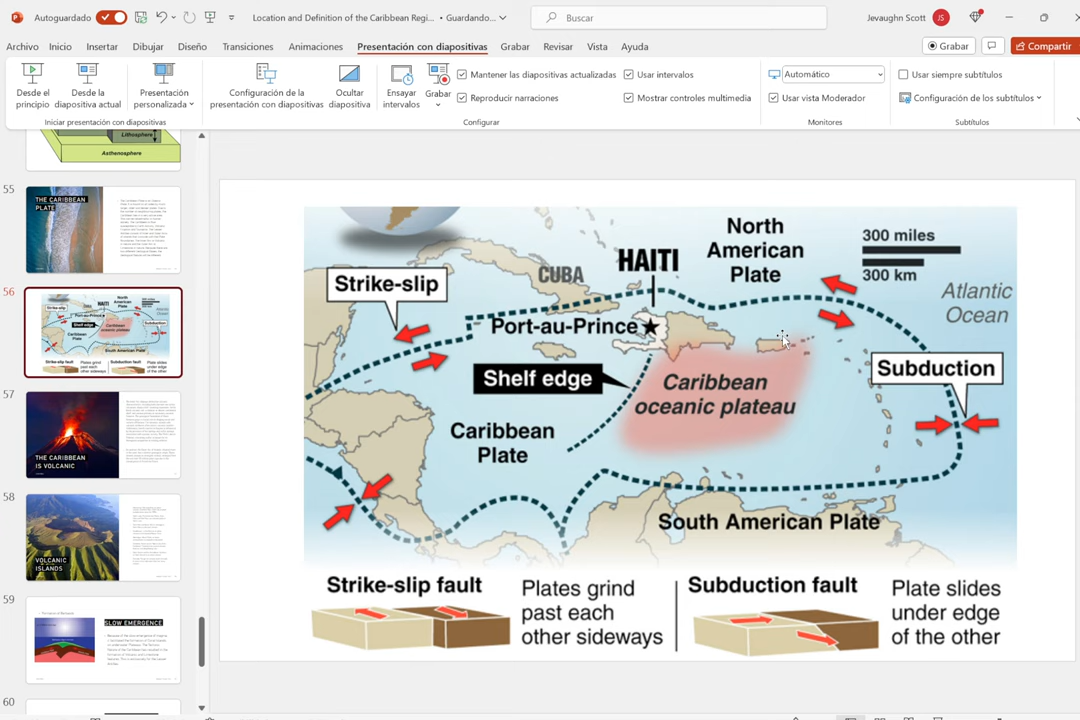 Autoguardado
Location and Definition of the Caribbean Regi... • Guardando...
Buscar
Jevaughn Scott
JS
Archivo Inicio Insertar Dibujar Diseño Transiciones Animaciones Presentación con diapositivas Grabar Revisar Vista Ayuda
Grabar
Compartir
Desde el principio
Desde la diapositiva actual
Presentación personalizada
Configuración de la presentación con diapositivas
Ocultar diapositiva
Ensayar intervalos
Grabar
Mantener las diapositivas actualizadas
Reproducir narraciones
Usar intervalos
Mostrar controles multimedia
Automático
Usar vista Moderador
Usar siempre subtítulos
Configuración de los subtítulos
Iniciar presentación con diapositivas
Configurar
Monitores
Subtítulos
Lithosphere
Asthenosphere
55
THE CARIBBEAN
PLATE
56
57
THE CARIBBEAN
IS VOLCANIC
58
VOLCANIC
ISLANDS
59
SLOW EMERGENCE
60
North
American
Plate
300 miles
300 km
HAITI
CUBA
Strike-slip
Atlantic
Ocean
Port-au-Prince
Subduction
Shelf edge
Caribbean
oceanic plateau
Caribbean
Plate
South American Plate
Strike-slip fault
Plates grind
past each
other sideways
Subduction fault
Plate slides
under edge
of the other